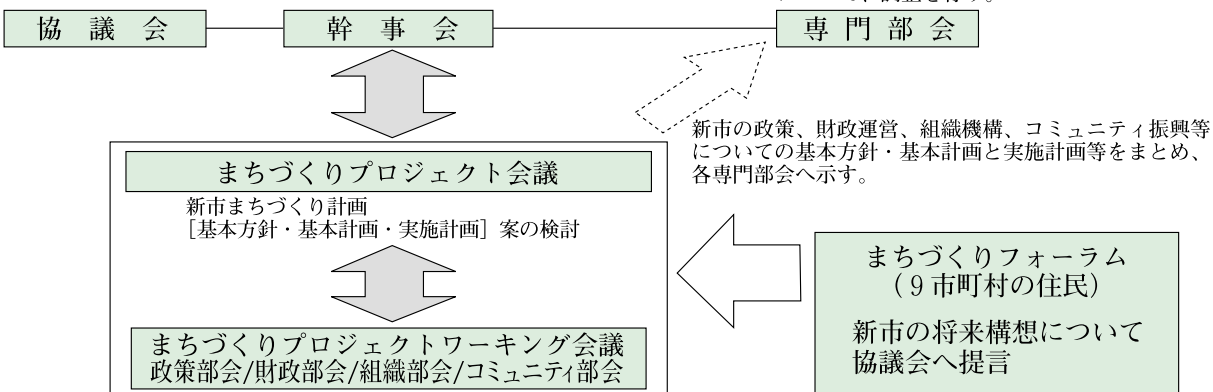 協議会
幹事会
専門部会
新市の政策、財政運営、組織機構、コミュニティ振興等
についての基本方針・基本計画と実施計画等をまとめ、
各専門部会へ示す。
まちづくりプロジェクト会議
新市まちづくり計画
［基本方針・基本計画・実施計画］案の検討
まちづくりフォーラム
（９市町村の住民）
新市の将来構想について
協議会へ提言
まちづくりプロジェクトワーキング会議
政策部会/財政部会/組織部会/コミュニティ部会